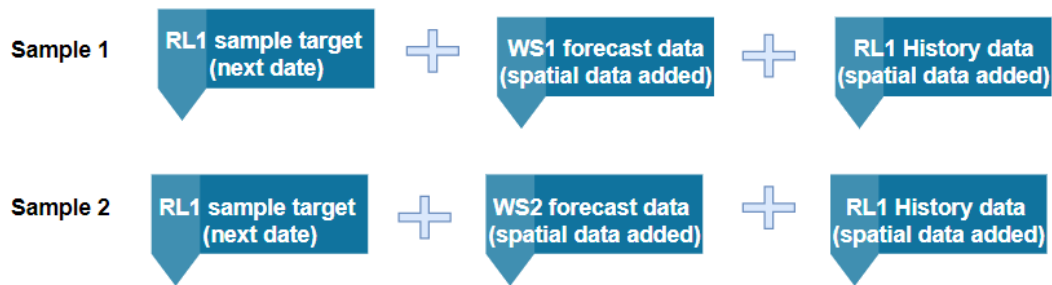 Sample 1
RL1 sample target
(next date)
WS1 forecast data
(spatial data added)
RL1 History data
(spatial data added)
Sample 2
RL1 sample target
(next date)
WS2 forecast data
(spatial data added)
RL1 History data
(spatial data added)